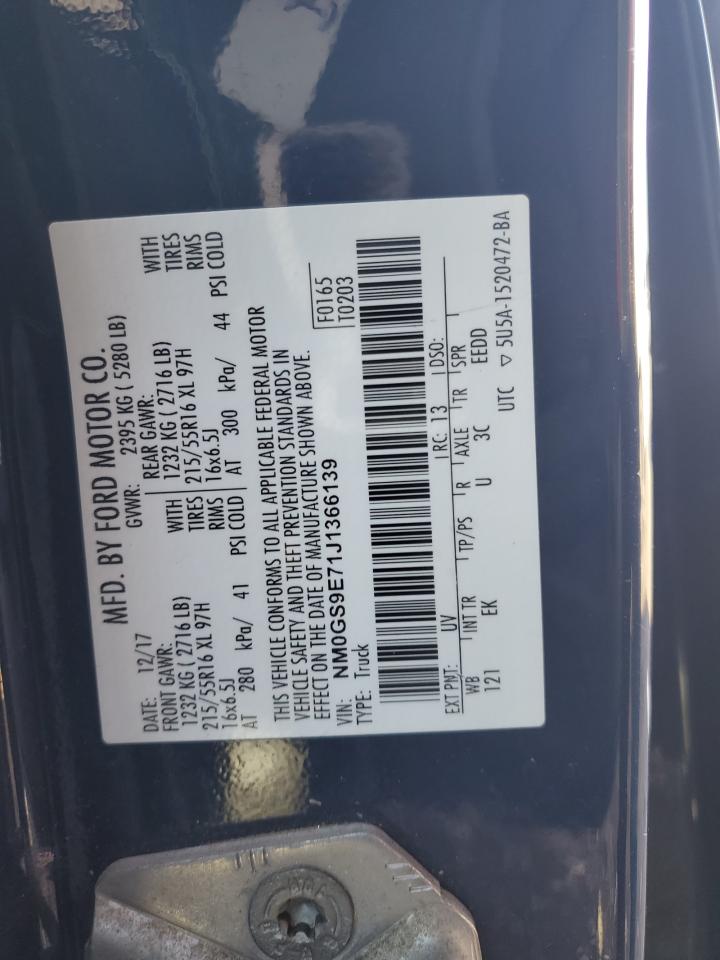 MFD. BY FORD MOTOR CO.
DATE: 12/17 GVWR: 2395 KG ( 5280 LB)
FRONT GAWR: REAR GAWR:
1232 KG ( 2716 LB) WITH 1232 KG ( 2716 LB) WITH
215/55R16 XL 97H TIRES 215/55R16 XL 97H TIRES
16x6.5J RIMS 16x6.5J RIMS
AT 280 kPa/ 41 PSI COLD AT 300 kPa/ 44 PSI COLD
THIS VEHICLE CONFORMS TO ALL APPLICABLE FEDERAL MOTOR
VEHICLE SAFETY AND THEFT PREVENTION STANDARDS IN
EFFECT ON THE DATE OF MANUFACTURE SHOWN ABOVE.
F0165
T0203
VIN: NM0GS9E71J1366139
TYPE: Truck
EXT PNT: UV RC: 13 DSO:
WB INT TR TP/PS R AXLE TR SPR
121 EK U 3C EEDD
UTC ▽ 5U5A-1520472-BA